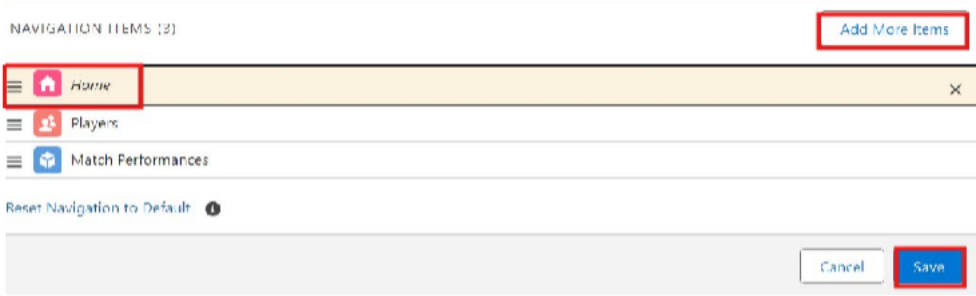 NAVIGATION ITEMS (3)
Add More Items
Home
Players
Match Performances
Reset Navigation to Default
Cancel
Save